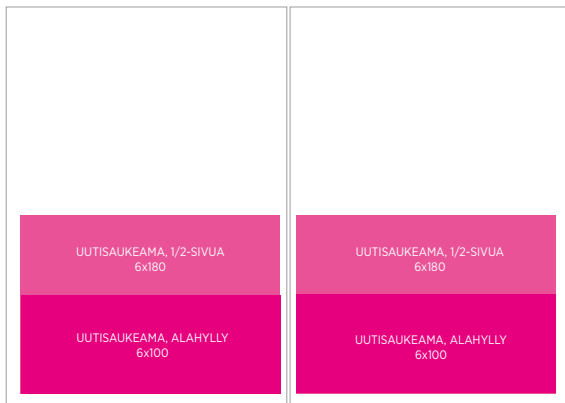 UUTISAUKEAMA, 1/2-SIVUA
6x180
UUTISAUKEAMA, ALAHYLLY
6x100
UUTISAUKEAMA, 1/2-SIVUA
6x180
UUTISAUKEAMA, ALAHYLLY
6x100